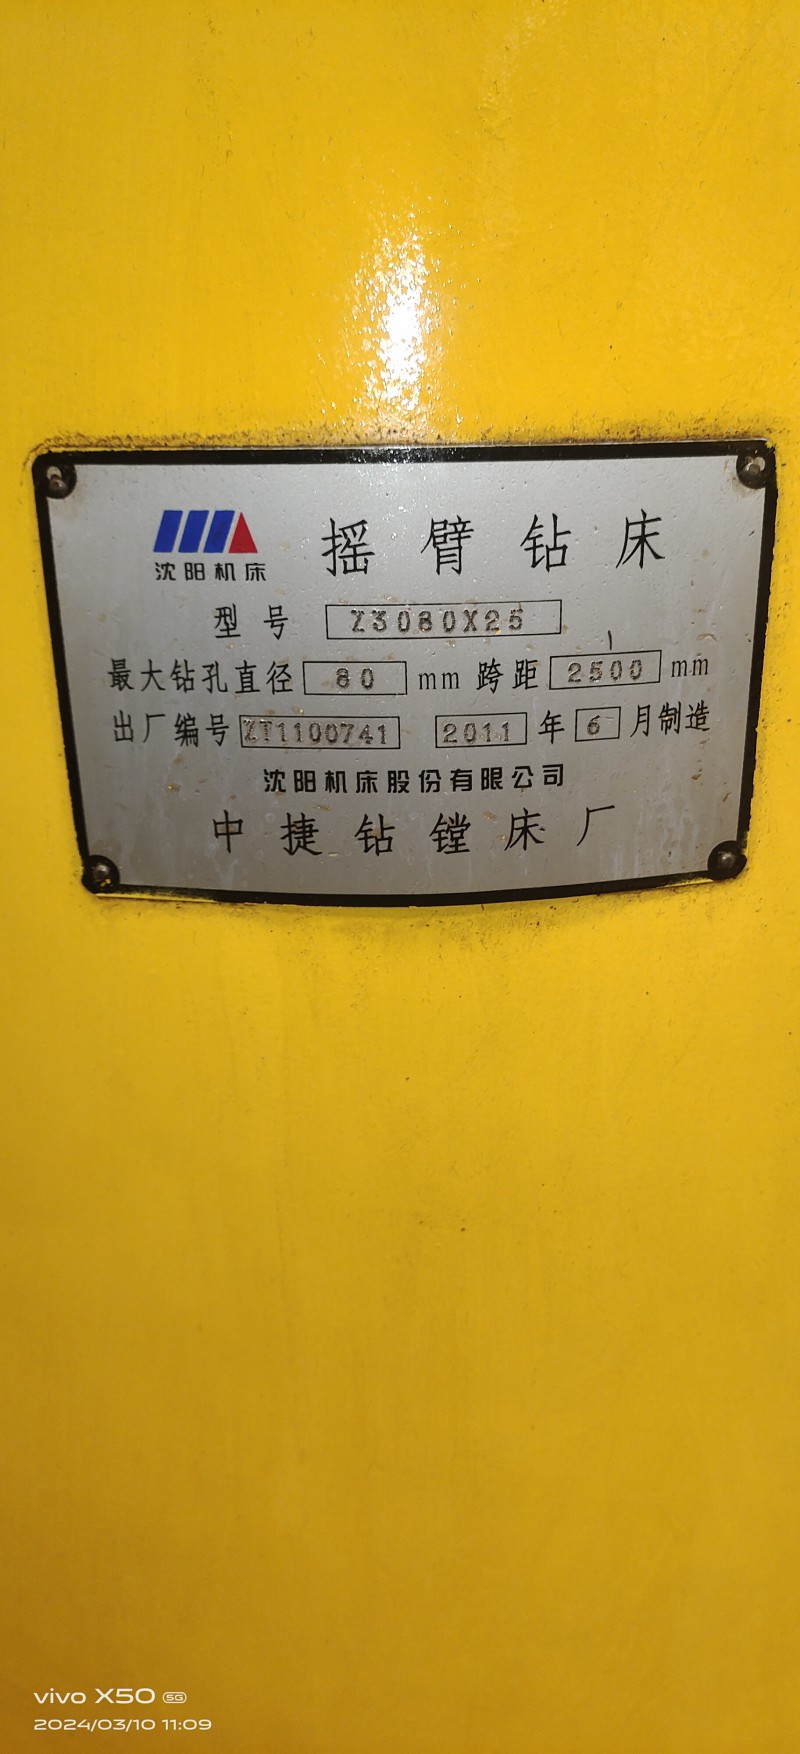 摇臂钻床
沈阳机床
型号 Z3080X25
最大钻孔直径 80 mm 跨距 2500 mm
出厂编号 ZT1100741 2011 年 6 月制造
沈阳机床股份有限公司
中捷钻镗床厂
vivo X50 5G
2024/03/10 11:09